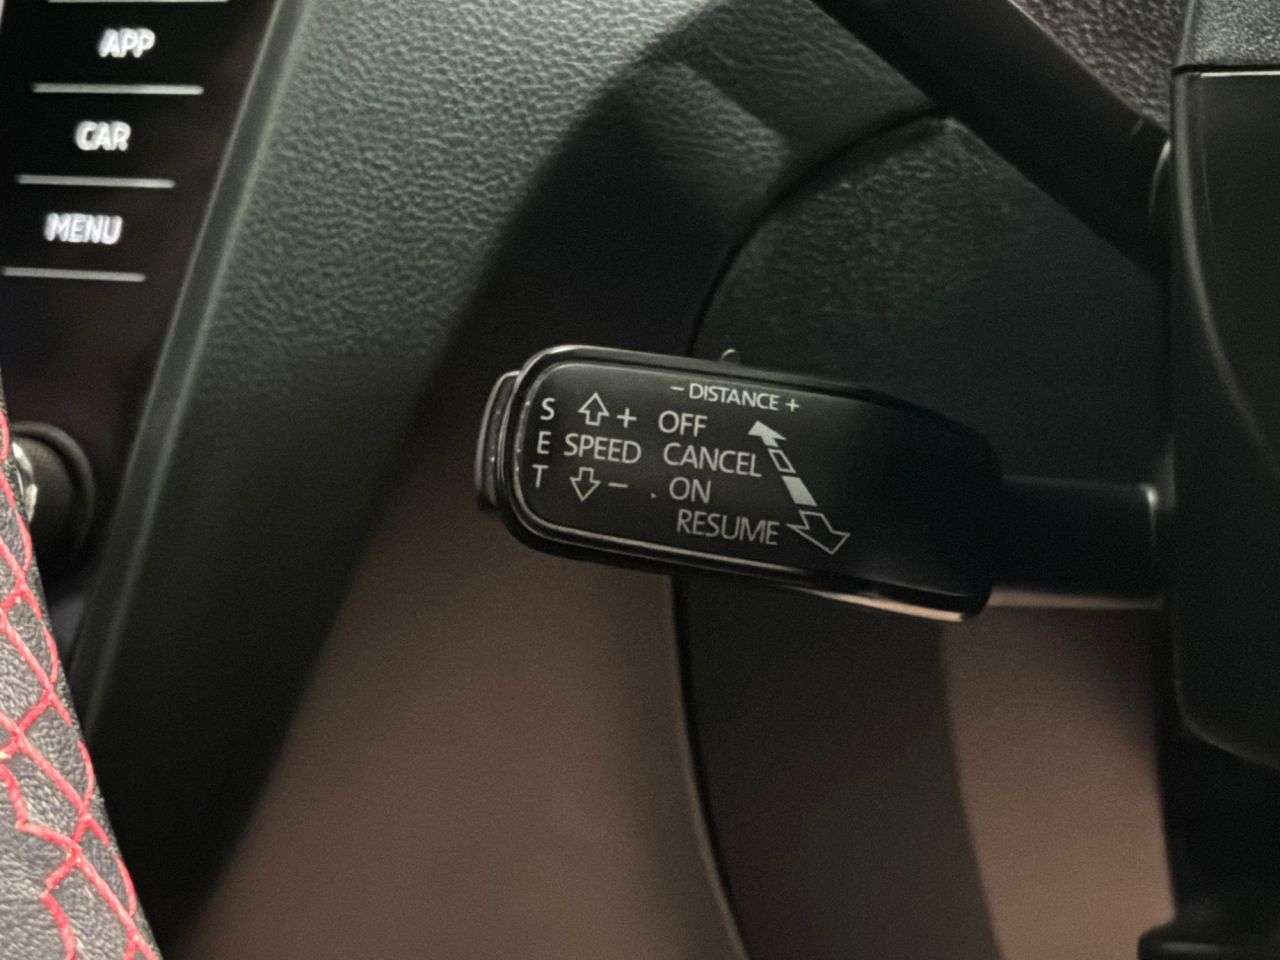 APP
CAR
MENU
– DISTANCE +
S + OFF
E SPEED CANCEL
T – . ON
RESUME